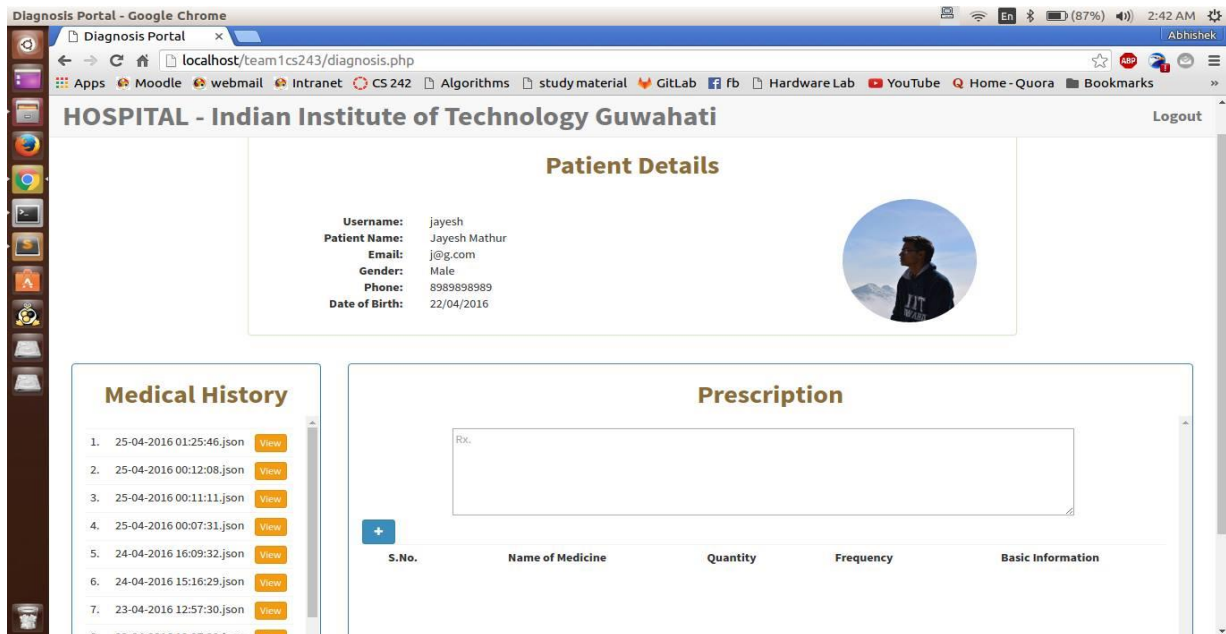 Diagnosis Portal - Google Chrome En (87%) 2:42 AM
Diagnosis Portal × Abhishek
localhost/team1cs243/diagnosis.php ABP
Apps Moodle webmail Intranet CS 242 Algorithms study material GitLab fb Hardware Lab YouTube Home - Quora Bookmarks »
HOSPITAL - Indian Institute of Technology Guwahati Logout
Patient Details
Username: jayesh
Patient Name: Jayesh Mathur
Email: j@g.com
Gender: Male
Phone: 8989898989
Date of Birth: 22/04/2016
Medical History
1. 25-04-2016 01:25:46.json View
2. 25-04-2016 00:12:08.json View
3. 25-04-2016 00:11:11.json View
4. 25-04-2016 00:07:31.json View
5. 24-04-2016 16:09:32.json View
6. 24-04-2016 15:16:29.json View
7. 23-04-2016 12:57:30.json View
Prescription
Rx.
+
S.No. Name of Medicine Quantity Frequency Basic Information